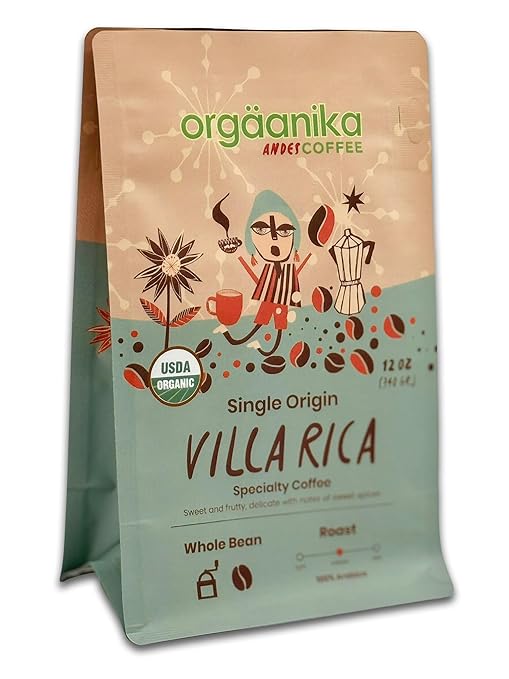 orgäanika
ANDES COFFEE
USDA
ORGANIC
12 OZ
(340 GR.)
Single Origin
VILLA RICA
Specialty Coffee
Sweet and frutty, delicate with notes of sweet spices
Whole Bean
Roast
100% Arabica